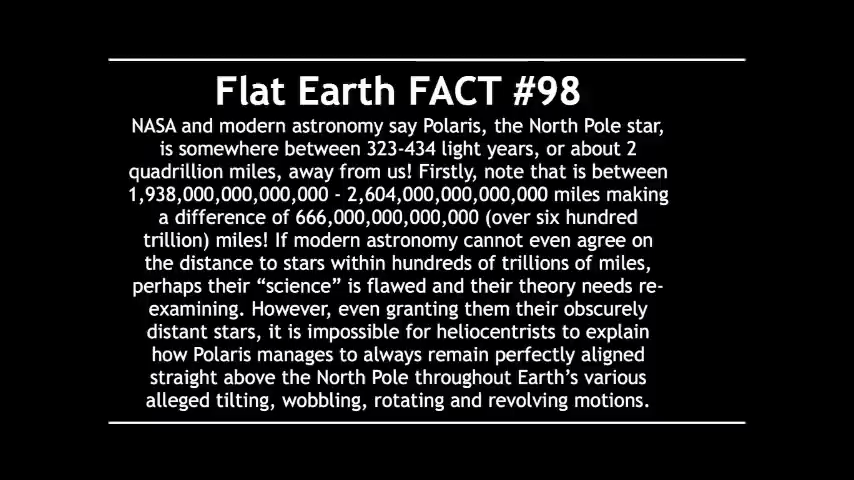 Flat Earth FACT #98
NASA and modern astronomy say Polaris, the North Pole star,
is somewhere between 323-434 light years, or about 2
quadrillion miles, away from us! Firstly, note that is between
1,938,000,000,000,000 - 2,604,000,000,000,000 miles making
a difference of 666,000,000,000,000 (over six hundred
trillion) miles! If modern astronomy cannot even agree on
the distance to stars within hundreds of trillions of miles,
perhaps their “science” is flawed and their theory needs re-
examining. However, even granting them their obscurely
distant stars, it is impossible for heliocentrists to explain
how Polaris manages to always remain perfectly aligned
straight above the North Pole throughout Earth’s various
alleged tilting, wobbling, rotating and revolving motions.